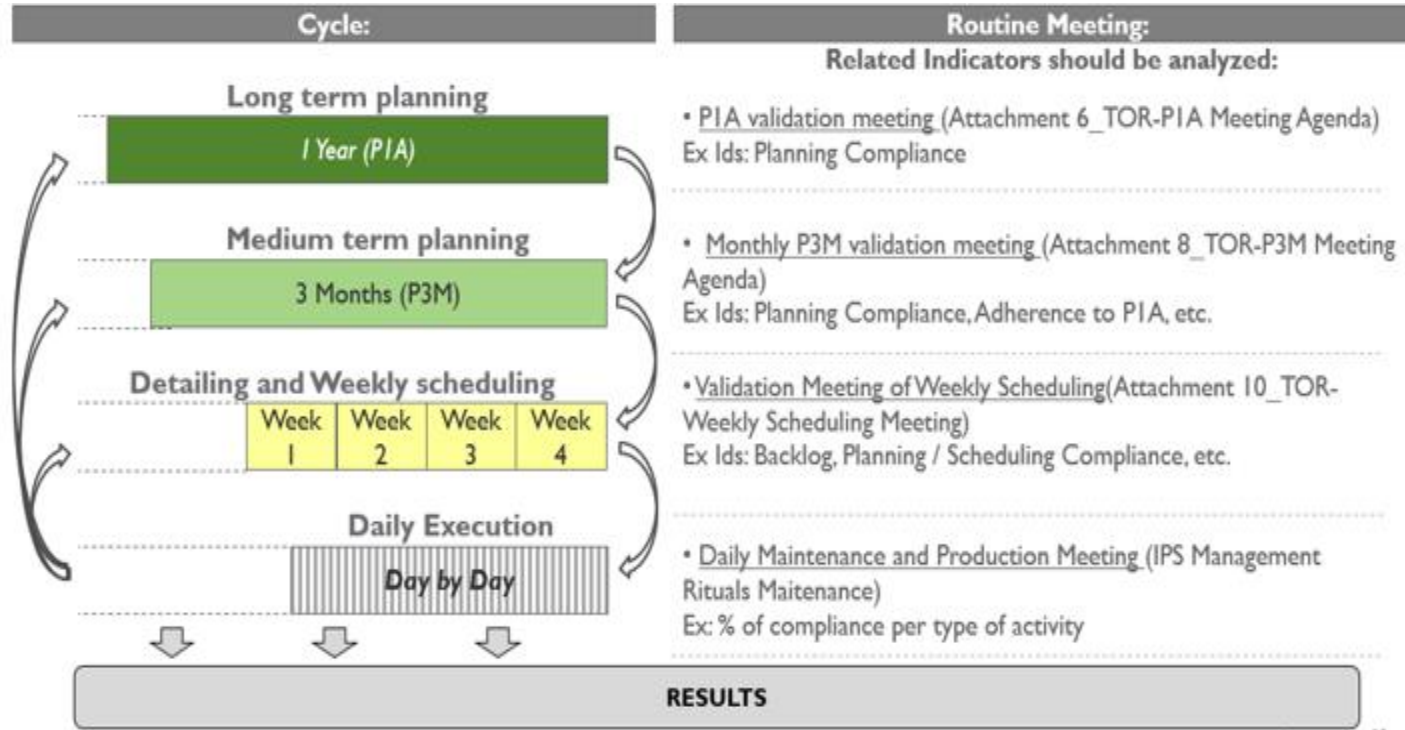 Cycle:
Long term planning
1 Year (P1A)
Medium term planning
3 Months (P3M)
Detailing and Weekly scheduling
Week
1
Week
2
Week
3
Week
4
Daily Execution
Day by Day
Routine Meeting:
Related Indicators should be analyzed:
• P1A validation meeting (Attachment 6_TOR-P1A Meeting Agenda)
Ex Ids: Planning Compliance
• Monthly P3M validation meeting (Attachment 8_TOR-P3M Meeting
Agenda)
Ex Ids: Planning Compliance, Adherence to P1A, etc.
• Validation Meeting of Weekly Scheduling(Attachment 10_TOR-
Weekly Scheduling Meeting)
Ex Ids: Backlog, Planning / Scheduling Compliance, etc.
• Daily Maintenance and Production Meeting (IPS Management
Rituals Maitenance)
Ex: % of compliance per type of activity
RESULTS